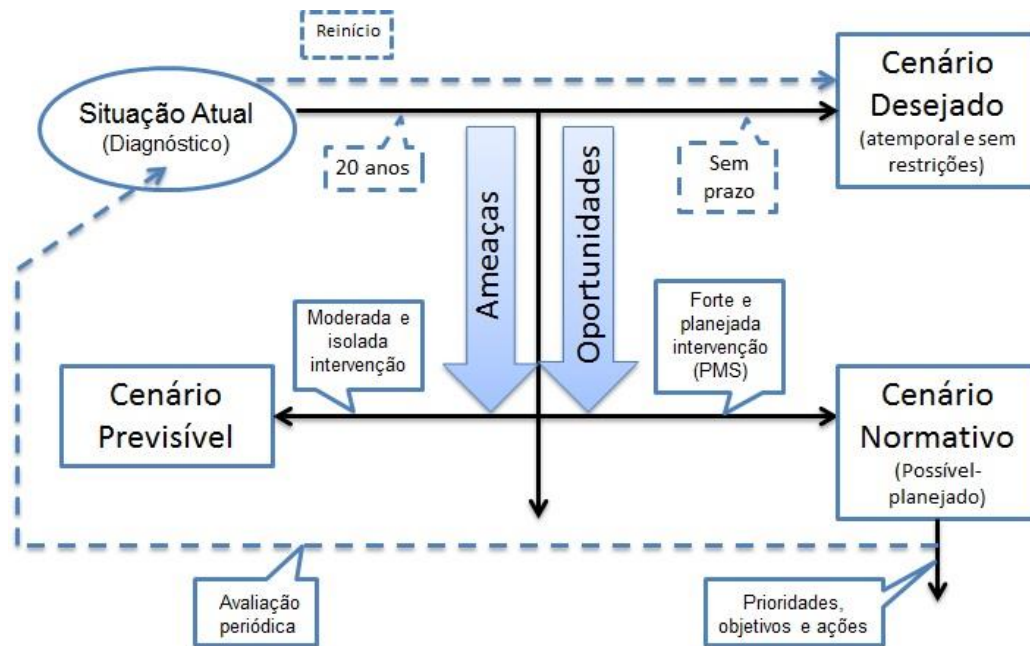 Reinício
Situação Atual
(Diagnóstico)
Cenário
Desejado
(atemporal e sem
restrições)
20 anos
Sem
prazo
Ameaças
Oportunidades
Moderada e
isolada
intervenção
Forte e
planejada
intervenção
(PMS)
Cenário
Previsível
Cenário
Normativo
(Possível-
planejado)
Avaliação
periódica
Prioridades,
objetivos e ações